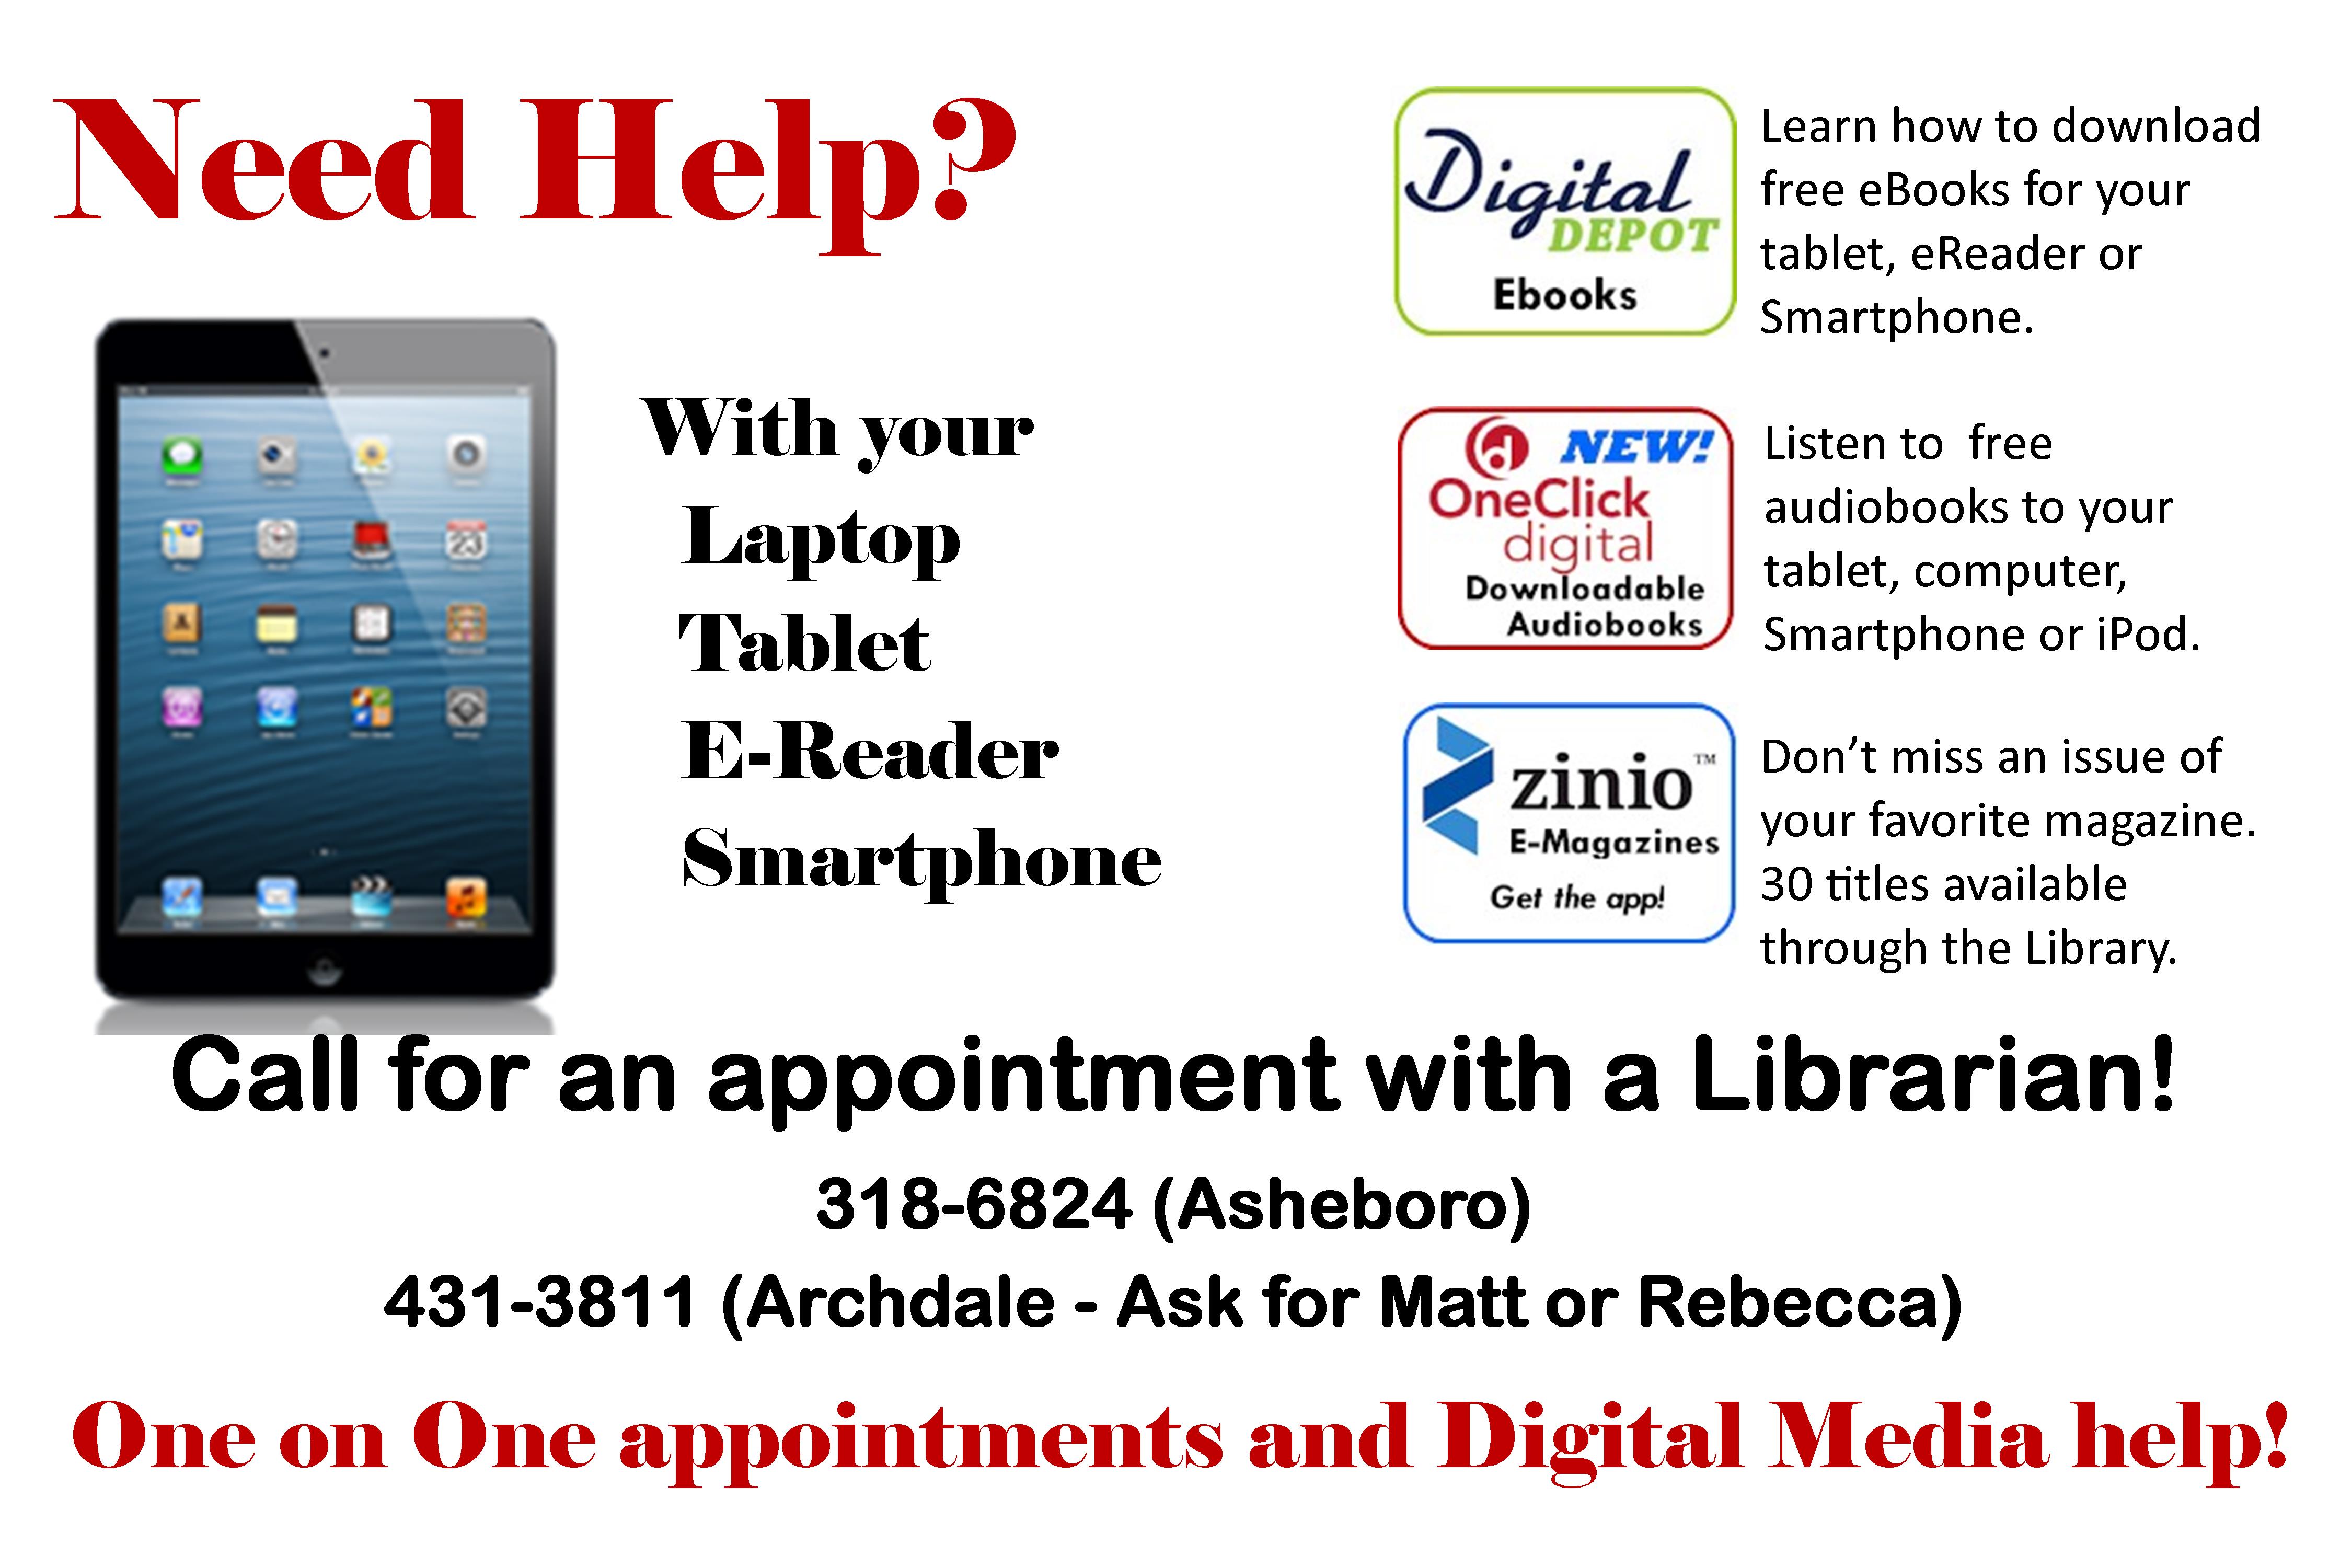 Need Help?
With your
Laptop
Tablet
E-Reader
Smartphone
Digital
DEPOT
Ebooks
Learn how to download
free eBooks for your
tablet, eReader or
Smartphone.
d NEW!
OneClick
digital
Downloadable
Audiobooks
Listen to  free
audiobooks to your
tablet, computer,
Smartphone or iPod.
zinio™
E-Magazines
Get the app!
Don’t miss an issue of
your favorite magazine.
30 titles available
through the Library.
23
Call for an appointment with a Librarian!
318-6824 (Asheboro)
431-3811 (Archdale - Ask for Matt or Rebecca)
One on One appointments and Digital Media help!